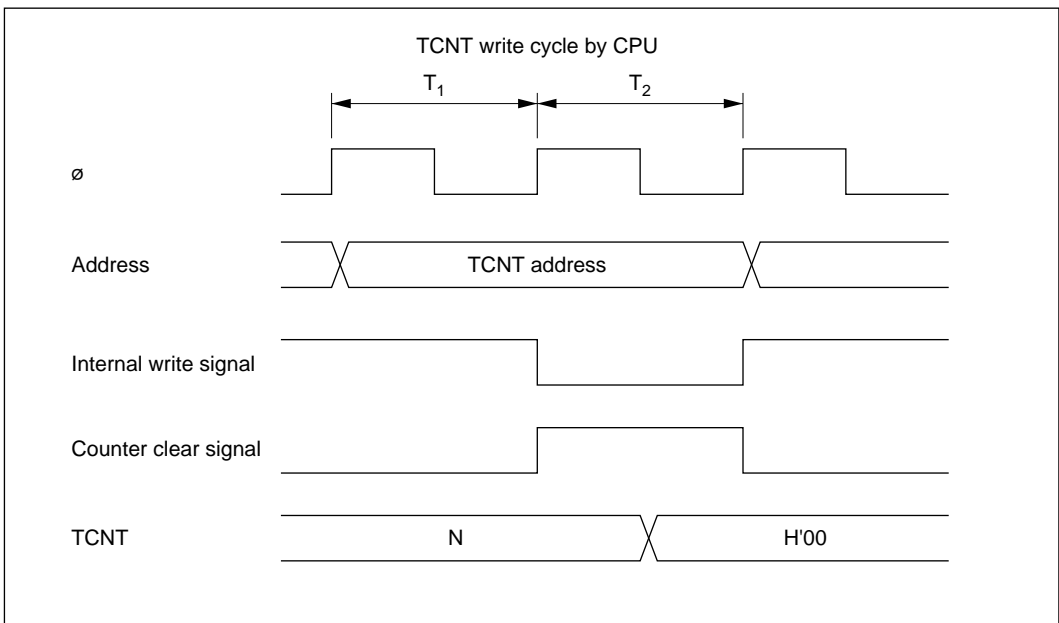 TCNT write cycle by CPU
T1 T2
ø
Address TCNT address
Internal write signal
Counter clear signal
TCNT N H'00